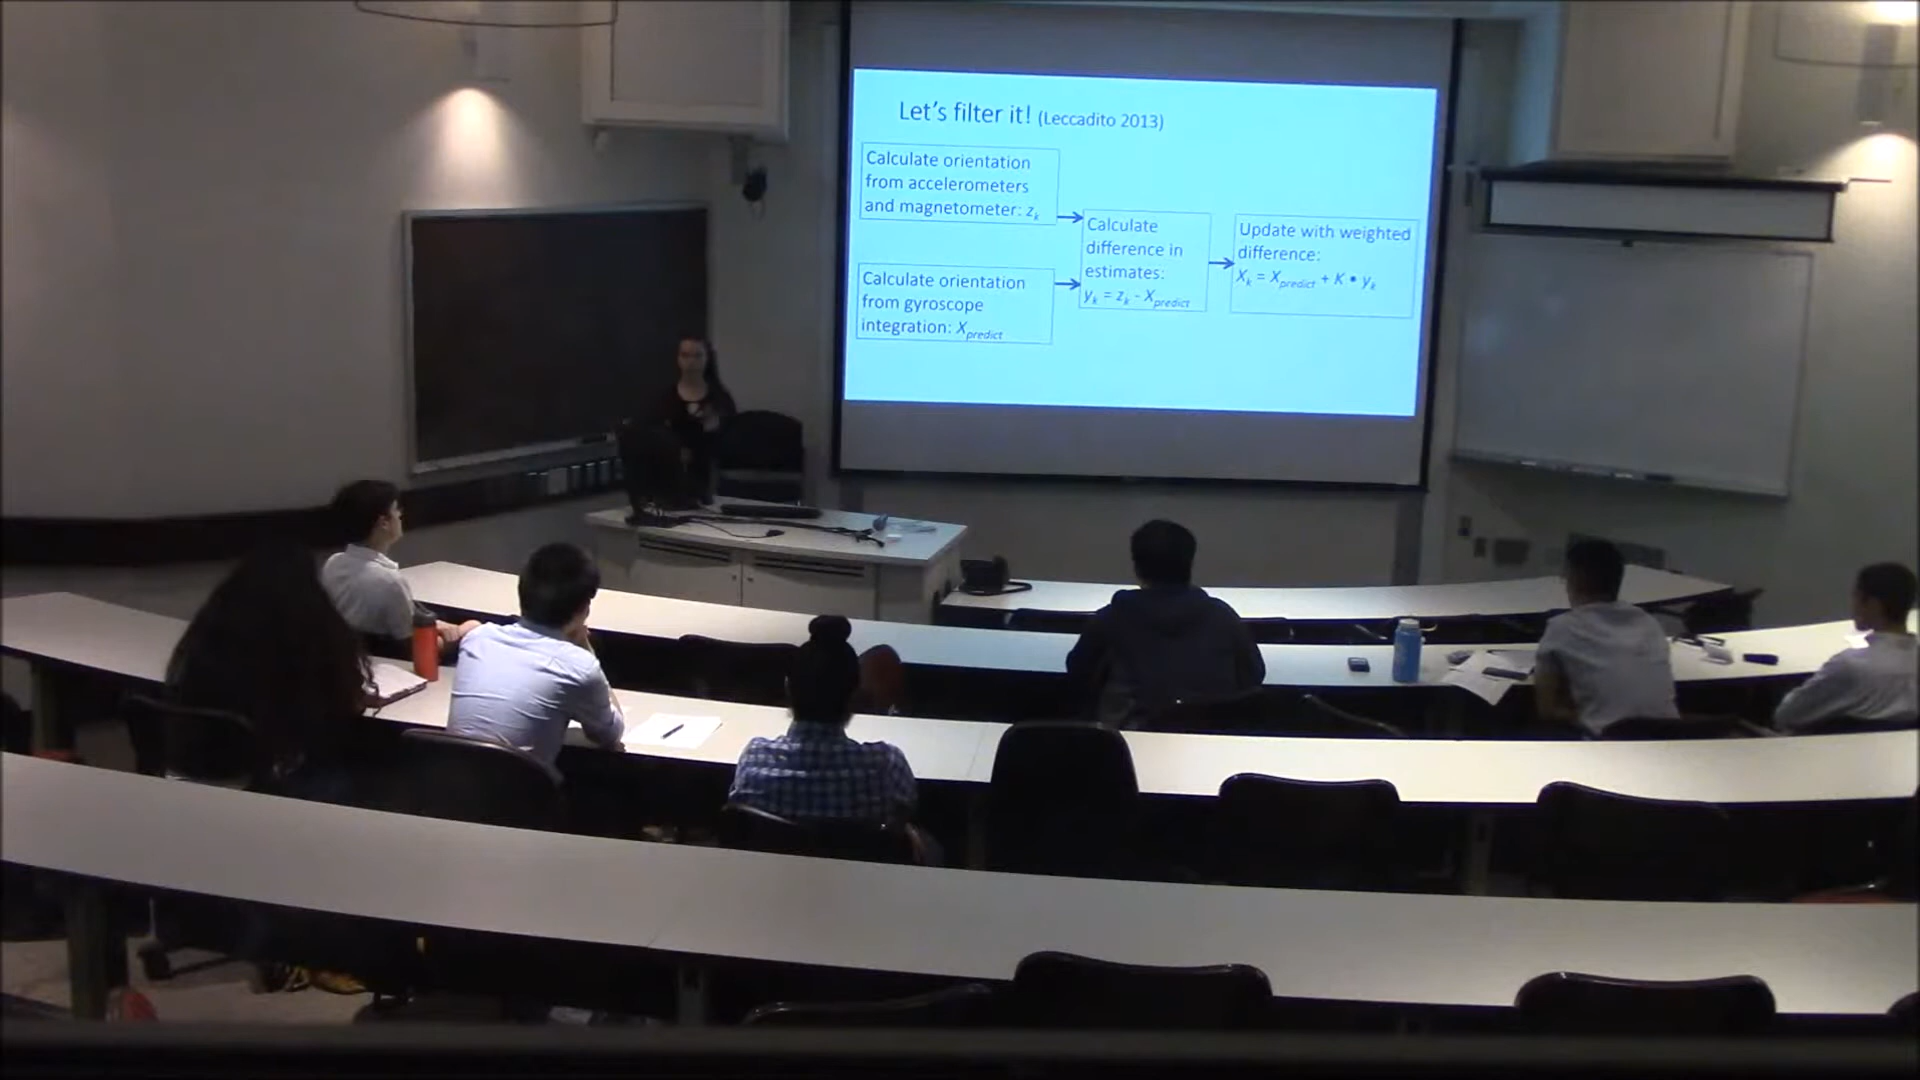 Let's filter it! (Leccadito 2013)
Calculate orientation
from accelerometers
and magnetometer: zₖ
Calculate orientation
from gyroscope
integration: Xpredict
Calculate
difference in
estimates:
yₖ = zₖ - Xpredict
Update with weighted
difference:
Xₖ = Xpredict + K • yₖ